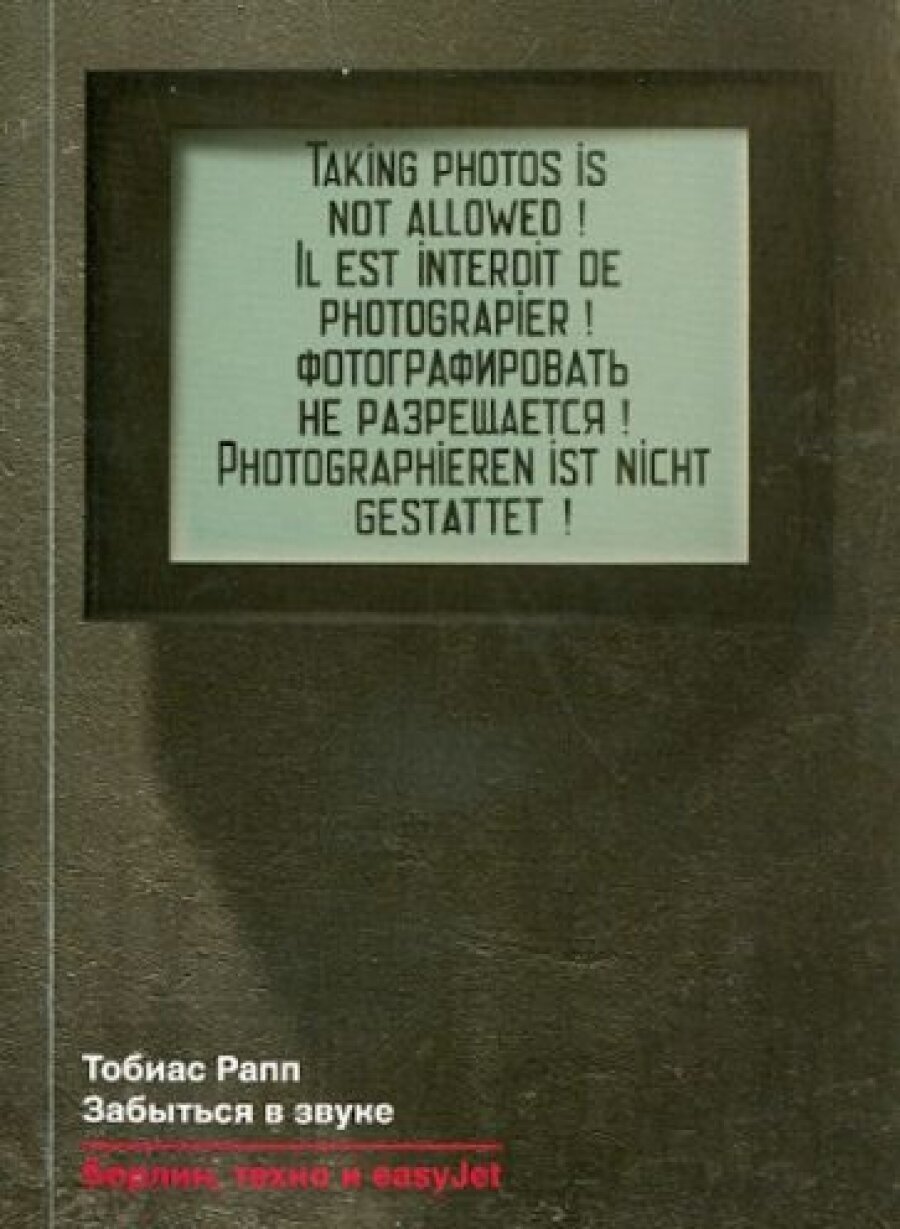 Taking photos is
not allowed !
Il est interdit de
photograpier !
фотографировать
не разрешается !
Photographieren ist nicht
gestattet !
Тобиас Рапп
Забыться в звуке
Берлин, техно и easyJet